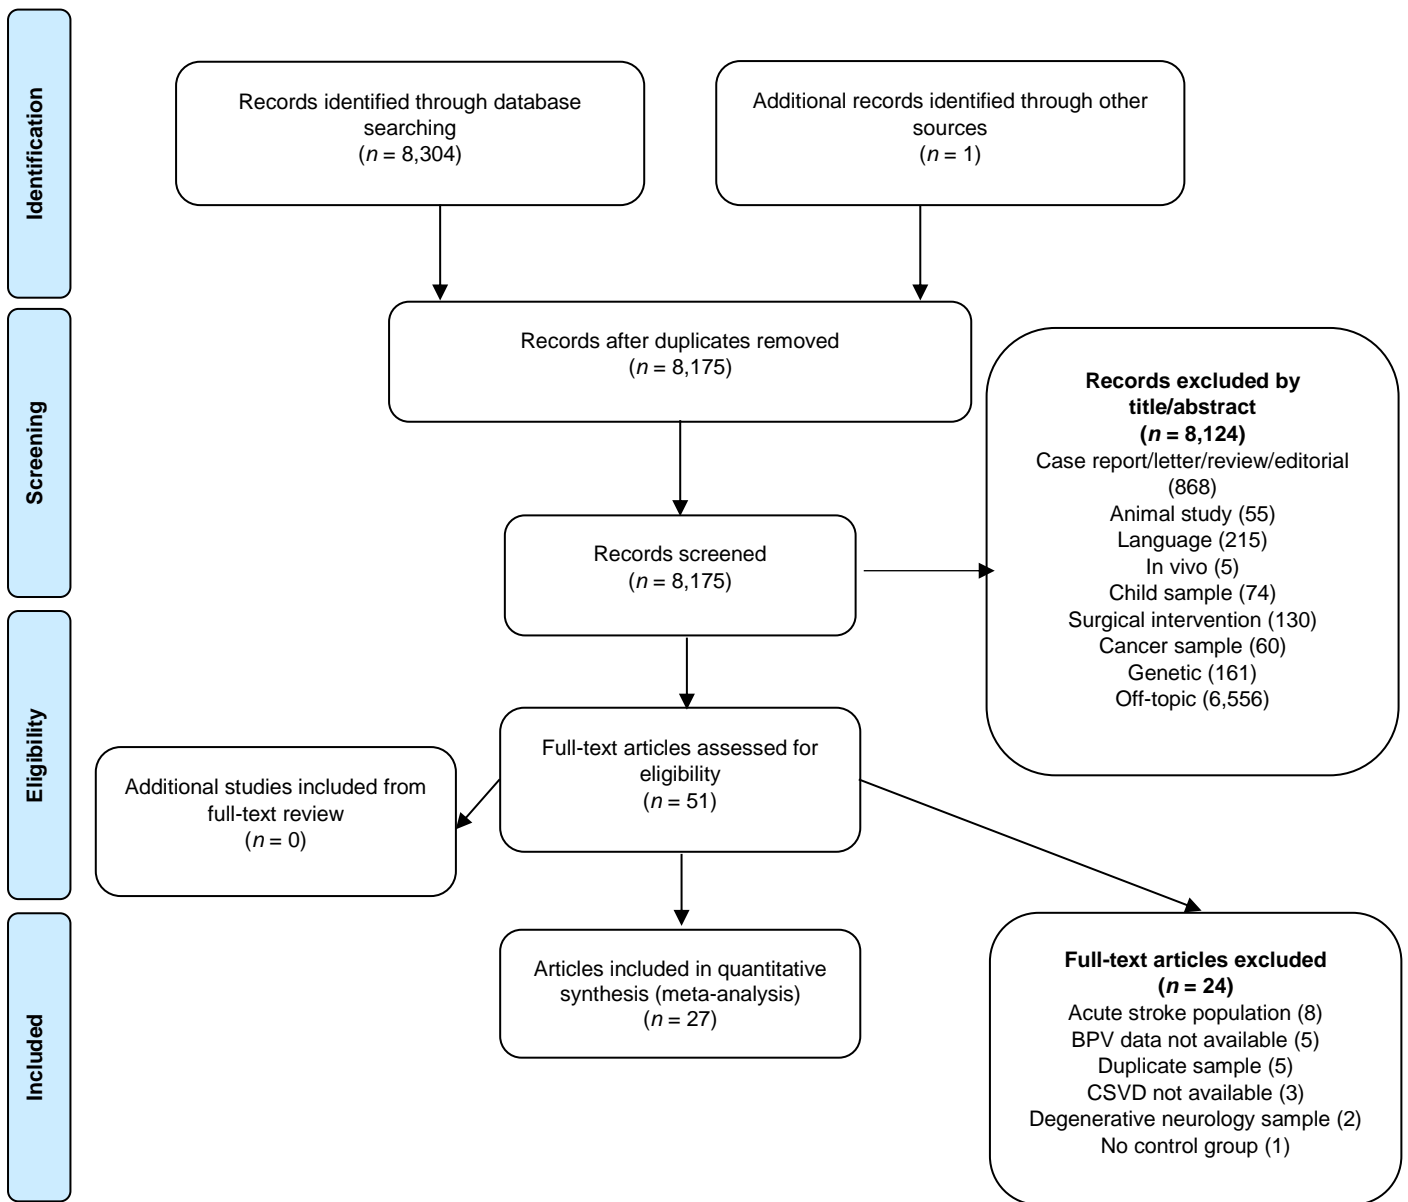 Identification
Records identified through database
searching
(n = 8,304)
Additional records identified through other
sources
(n = 1)
Screening
Records after duplicates removed
(n = 8,175)
Records excluded by
title/abstract
(n = 8,124)
Case report/letter/review/editorial
(868)
Animal study (55)
Language (215)
In vivo (5)
Child sample (74)
Surgical intervention (130)
Cancer sample (60)
Genetic (161)
Off-topic (6,556)
Records screened
(n = 8,175)
Eligibility
Full-text articles assessed for
eligibility
(n = 51)
Additional studies included from
full-text review
(n = 0)
Included
Articles included in quantitative
synthesis (meta-analysis)
(n = 27)
Full-text articles excluded
(n = 24)
Acute stroke population (8)
BPV data not available (5)
Duplicate sample (5)
CSVD not available (3)
Degenerative neurology sample (2)
No control group (1)